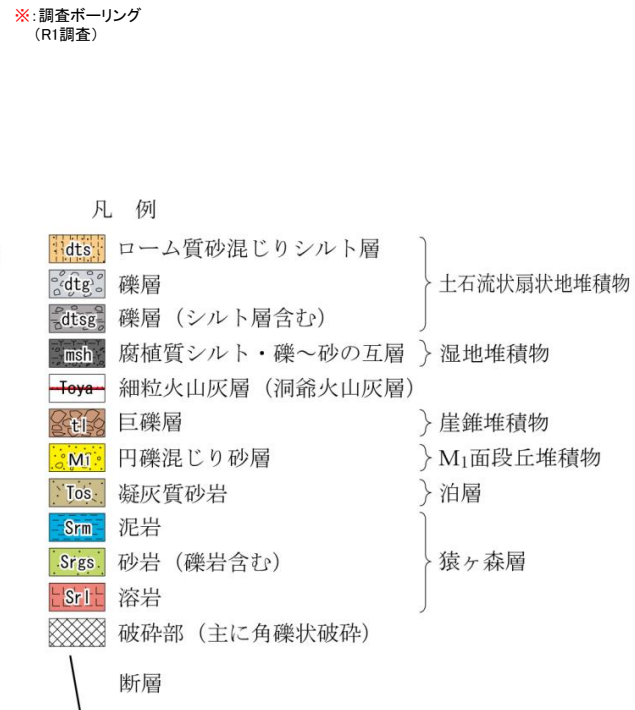 ※:調査ボーリング
(R1調査)
凡 例
dts ローム質砂混じりシルト層
dtg 礫層
土石流状扇状地堆積物
dtsg 礫層(シルト層含む)
msh 腐植質シルト・礫～砂の互層 湿地堆積物
Toya 細粒火山灰層(洞爺火山灰層)
tl 巨礫層 崖錐堆積物
M1 円礫混じり砂層 M₁面段丘堆積物
Tos 凝灰質砂岩 泊層
Srm 泥岩
Srgs 砂岩(礫岩含む) 猿ヶ森層
Srl 溶岩
破砕部(主に角礫状破砕)
断層